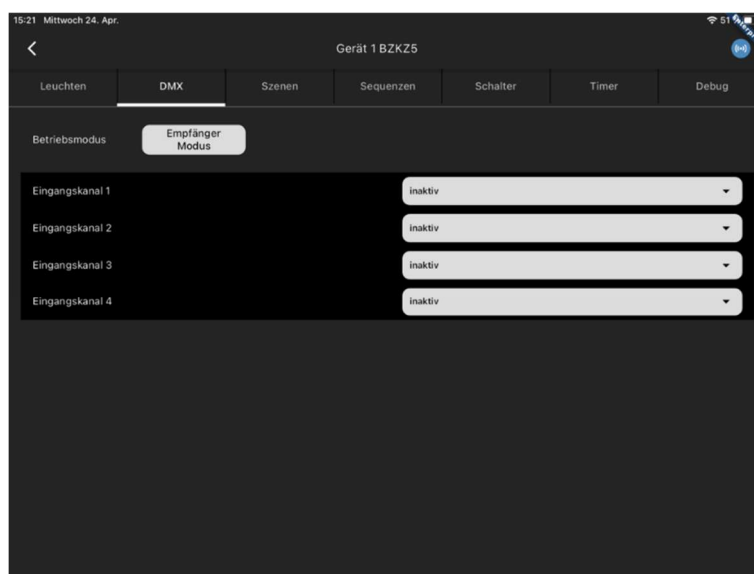 15:21 Mittwoch 24. Apr.
51
Gerät 1 BZKZ5
Leuchten DMX Szenen Sequenzen Schalter Timer Debug
Betriebsmodus
Empfänger
Modus
Eingangskanal 1 inaktiv
Eingangskanal 2 inaktiv
Eingangskanal 3 inaktiv
Eingangskanal 4 inaktiv